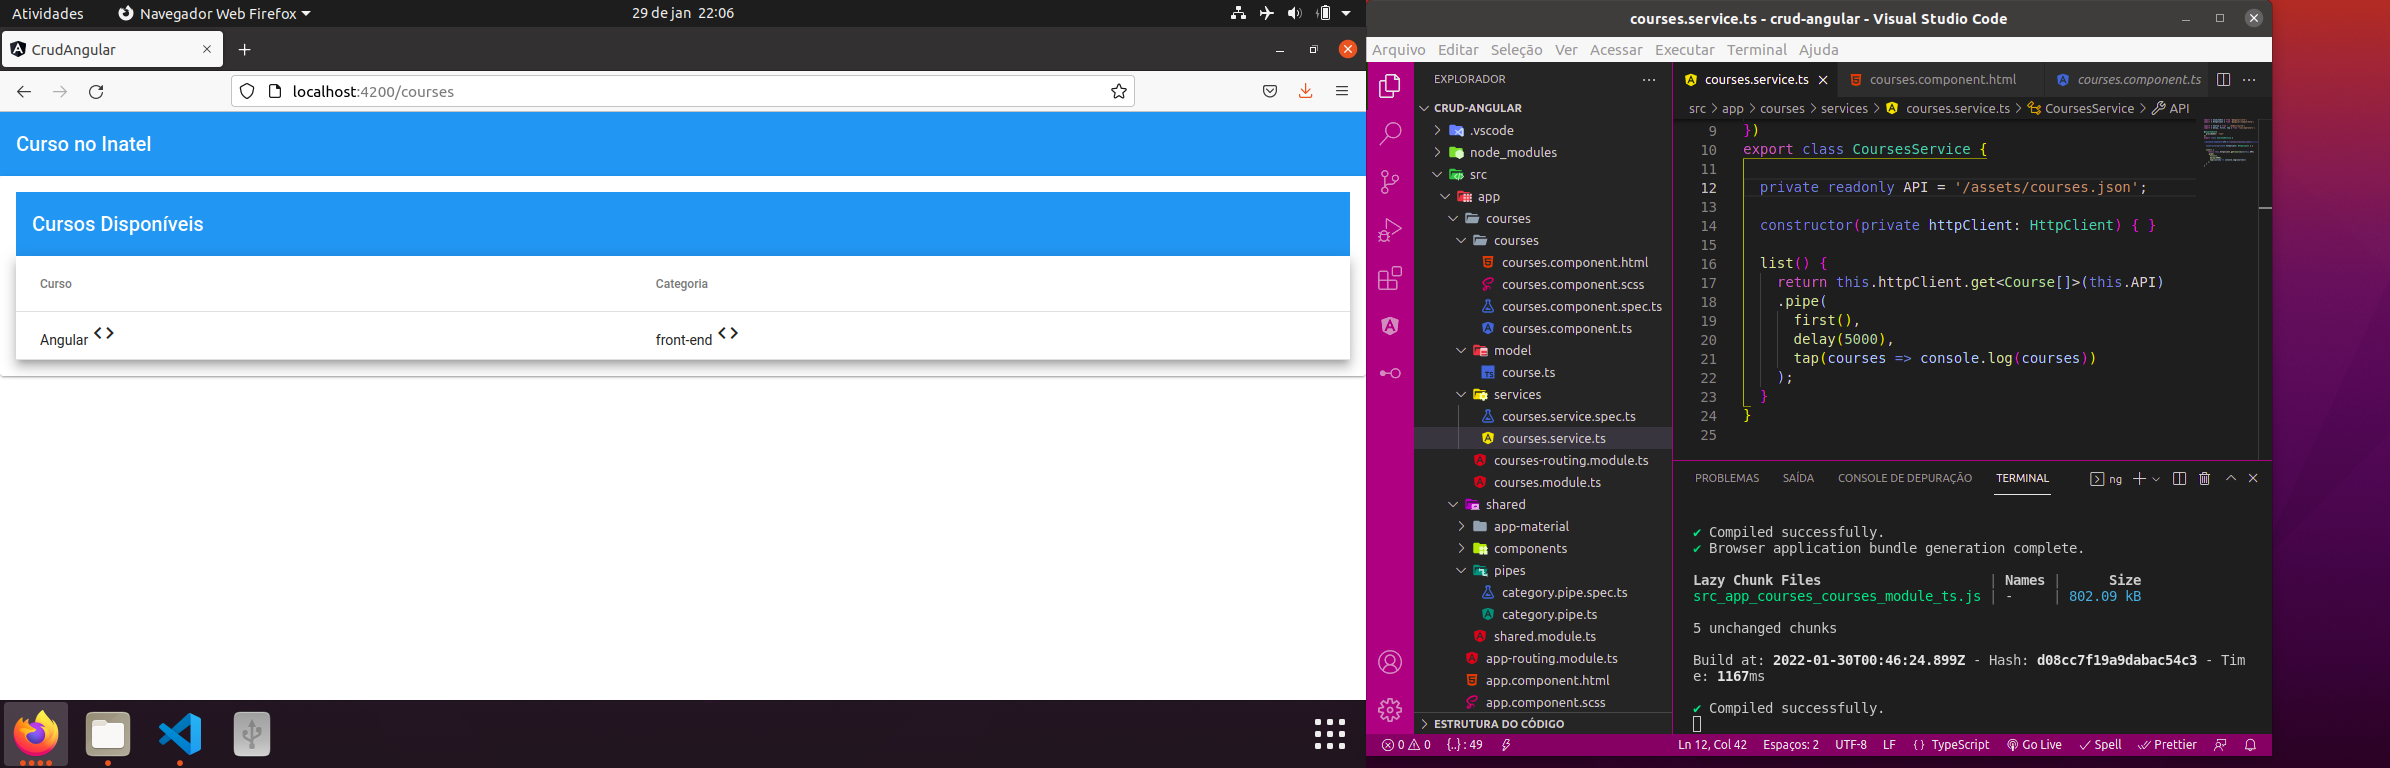 Atividades
Navegador Web Firefox
29 de jan 22:06
CrudAngular
localhost:4200/courses
Curso no Inatel
Cursos Disponíveis
Curso Categoria
Angular <> front-end <>
courses.service.ts - crud-angular - Visual Studio Code
Arquivo Editar Seleção Ver Acessar Executar Terminal Ajuda
EXPLORADOR
CRUD-ANGULAR
.vscode
node_modules
src
app
courses
courses
courses.component.html
courses.component.scss
courses.component.spec.ts
courses.component.ts
model
course.ts
services
courses.service.spec.ts
courses.service.ts
courses-routing.module.ts
courses.module.ts
shared
app-material
components
pipes
category.pipe.spec.ts
category.pipe.ts
shared.module.ts
app-routing.module.ts
app.component.html
app.component.scss
ESTRUTURA DO CÓDIGO
courses.service.ts courses.component.html courses.component.ts
src > app > courses > services > courses.service.ts > CoursesService > API
9 })
10 export class CoursesService {
11
12 private readonly API = '/assets/courses.json';
13
14 constructor(private httpClient: HttpClient) { }
15
16 list() {
17 return this.httpClient.get<Course[]>(this.API)
18 .pipe(
19 first(),
20 delay(5000),
21 tap(courses => console.log(courses))
22 );
23 }
24 }
25
PROBLEMAS SAÍDA CONSOLE DE DEPURAÇÃO TERMINAL ng
✔ Compiled successfully.
✔ Browser application bundle generation complete.
Lazy Chunk Files | Names | Size
src_app_courses_courses_module_ts.js | - | 802.09 kB
5 unchanged chunks
Build at: 2022-01-30T00:46:24.899Z - Hash: d08cc7f19a9dabac54c3 - Tim
e: 1167ms
✔ Compiled successfully.
0 0 {..} : 49 Ln 12, Col 42 Espaços: 2 UTF-8 LF { } TypeScript Go Live Spell Prettier